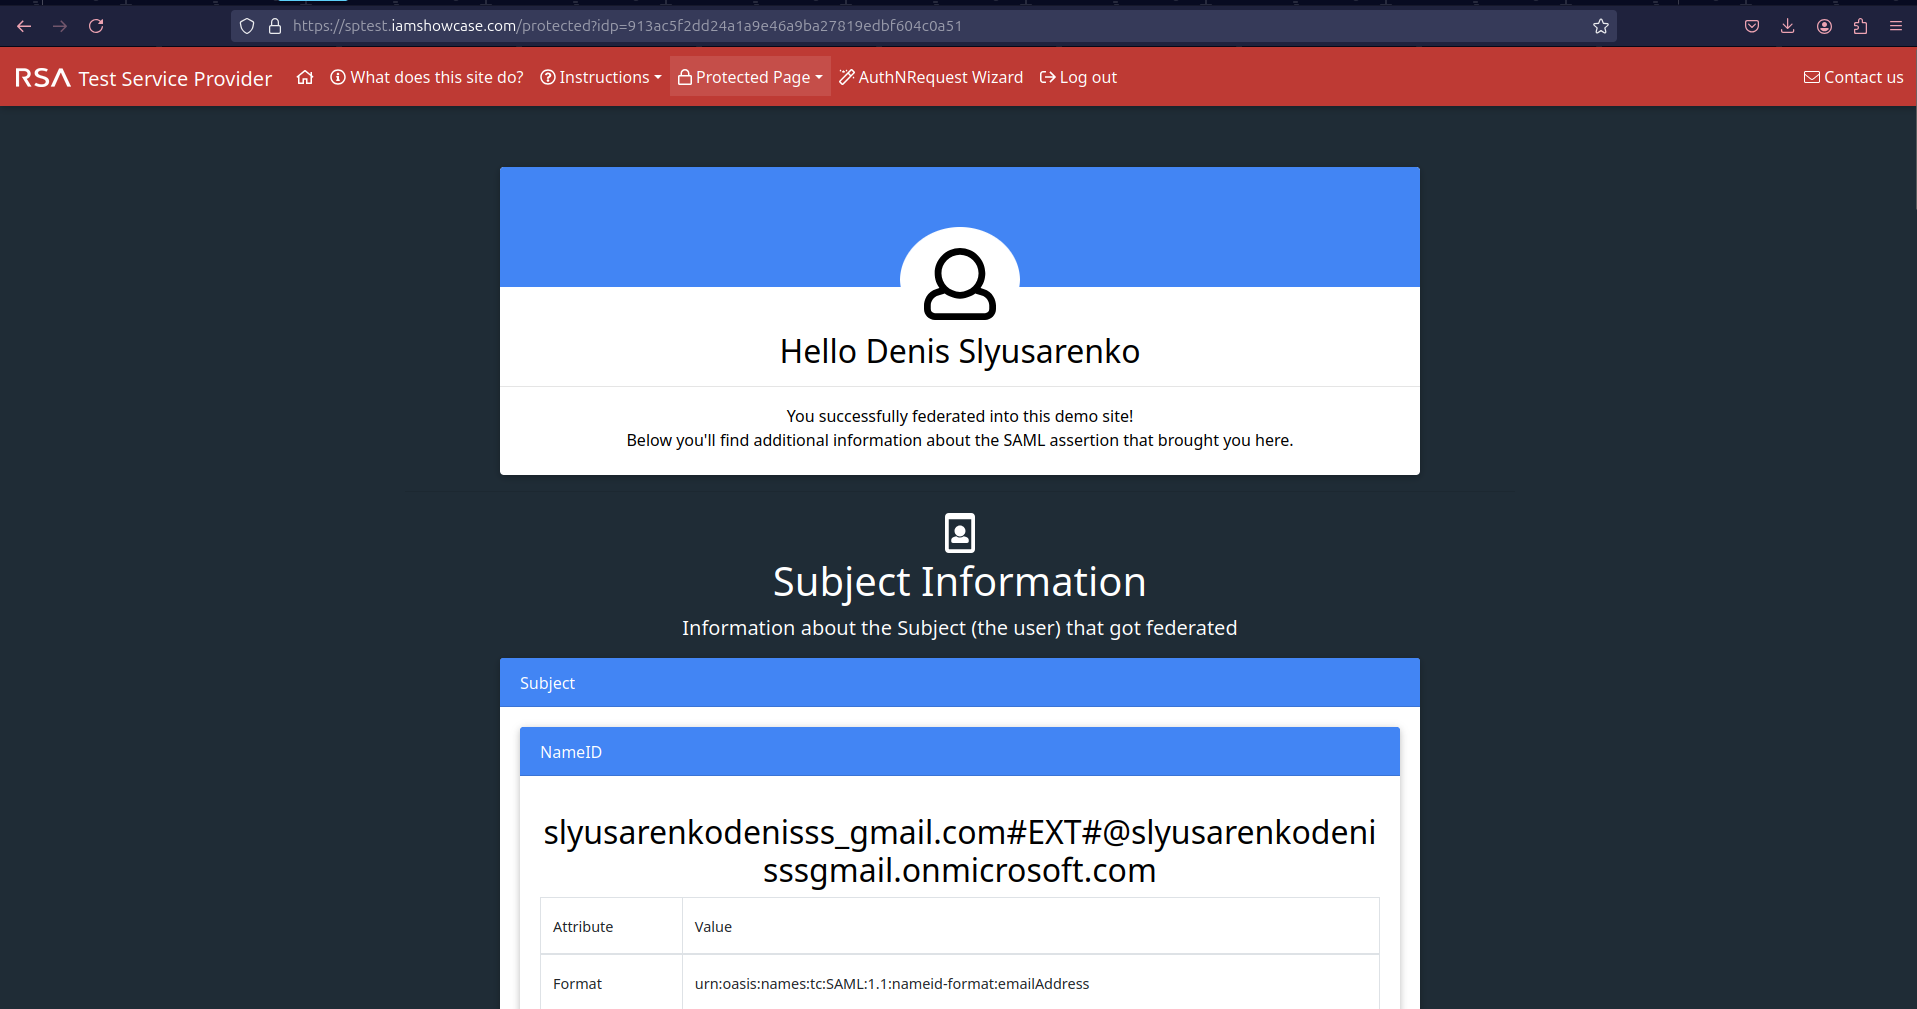 https://sptest.iamshowcase.com/protected?idp=913ac5f2dd24a1a9e46a9ba27819edbf604c0a51
RSA Test Service Provider What does this site do? Instructions Protected Page AuthNRequest Wizard Log out Contact us
Hello Denis Slyusarenko
You successfully federated into this demo site!
Below you'll find additional information about the SAML assertion that brought you here.
Subject Information
Information about the Subject (the user) that got federated
Subject
NameID
slyusarenkodenisss_gmail.com#EXT#@slyusarenkodeni
sssgmail.onmicrosoft.com
Attribute Value
Format urn:oasis:names:tc:SAML:1.1:nameid-format:emailAddress